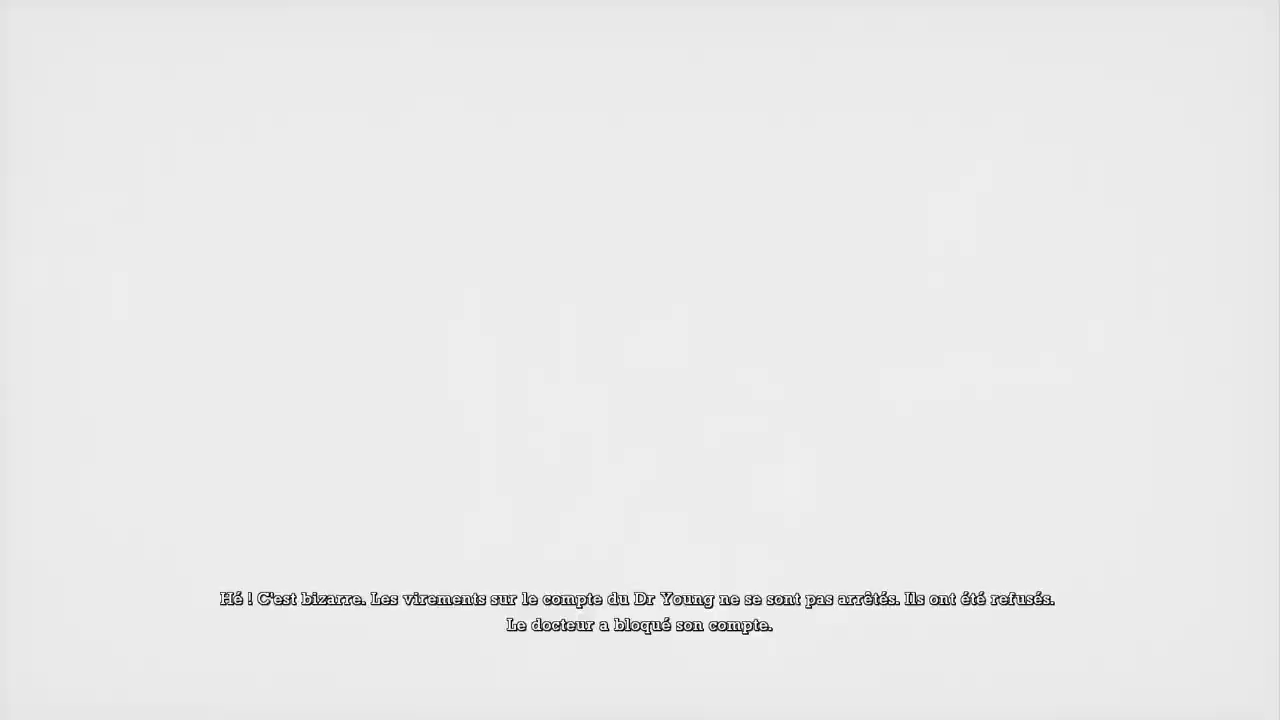 Hé ! C'est bizarre. Les virements sur le compte du Dr Young ne se sont pas arrêtés. Ils ont été refusés.
Le docteur a bloqué son compte.